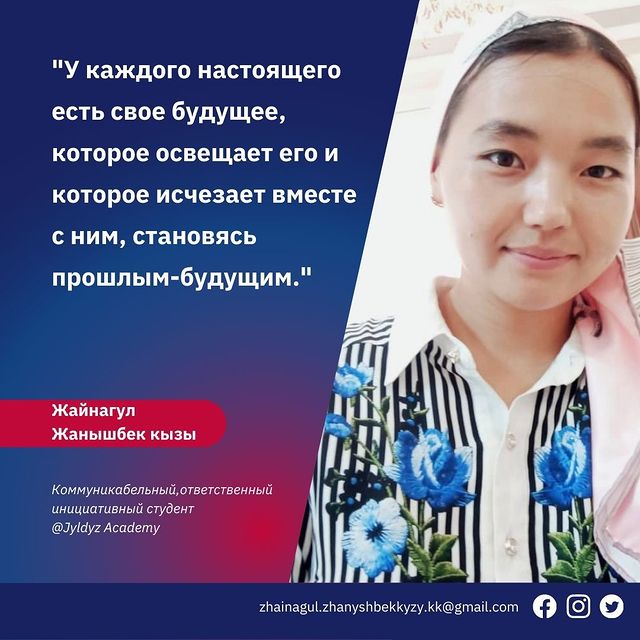 "У каждого настоящего
есть свое будущее,
которое освещает его и
которое исчезает вместе
с ним, становясь
прошлым-будущим."
Жайнагул
Жанышбек кызы
Коммуникабельный,ответственный
инициативный студент
@Jyldyz Academy
zhainagul.zhanyshbekkyzy.kk@gmail.com